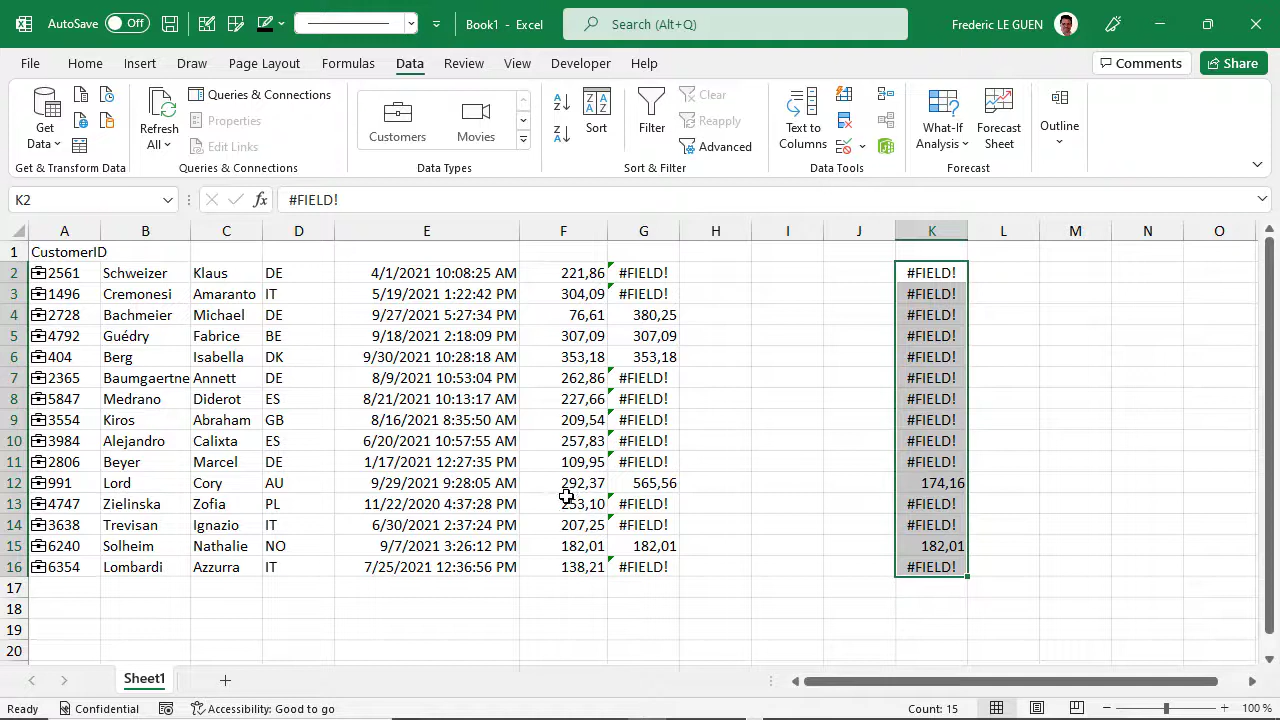 AutoSave Off Book1 - Excel Search (Alt+Q) Frederic LE GUEN
File Home Insert Draw Page Layout Formulas Data Review View Developer Help Comments Share
Get Data
Refresh All
Queries & Connections
Properties
Edit Links
Customers Movies
Sort
Filter
Clear
Reapply
Advanced
Text to Columns
What-If Analysis
Forecast Sheet
Outline
Get & Transform Data Queries & Connections Data Types Sort & Filter Data Tools Forecast
K2 fx #FIELD!
A B C D E F G H I J K L M N O
1 CustomerID
2 2561 Schweizer Klaus DE 4/1/2021 10:08:25 AM 221,86 #FIELD! #FIELD!
3 1496 Cremonesi Amaranto IT 5/19/2021 1:22:42 PM 304,09 #FIELD! #FIELD!
4 2728 Bachmeier Michael DE 9/27/2021 5:27:34 PM 76,61 380,25 #FIELD!
5 4792 Guédry Fabrice BE 9/18/2021 2:18:09 PM 307,09 307,09 #FIELD!
6 404 Berg Isabella DK 9/30/2021 10:28:18 AM 353,18 353,18 #FIELD!
7 2365 Baumgaertne Annett DE 8/9/2021 10:53:04 PM 262,86 #FIELD! #FIELD!
8 5847 Medrano Diderot ES 8/21/2021 10:13:17 AM 227,66 #FIELD! #FIELD!
9 3554 Kiros Abraham GB 8/16/2021 8:35:50 AM 209,54 #FIELD! #FIELD!
10 3984 Alejandro Calixta ES 6/20/2021 10:57:55 AM 257,83 #FIELD! #FIELD!
11 2806 Beyer Marcel DE 1/17/2021 12:27:35 PM 109,95 #FIELD! #FIELD!
12 991 Lord Cory AU 9/29/2021 9:28:05 AM 292,37 565,56 174,16
13 4747 Zielinska Zofia PL 11/22/2020 4:37:28 PM 253,10 #FIELD! #FIELD!
14 3638 Trevisan Ignazio IT 6/30/2021 2:37:24 PM 207,25 #FIELD! #FIELD!
15 6240 Solheim Nathalie NO 9/7/2021 3:26:12 PM 182,01 182,01 182,01
16 6354 Lombardi Azzurra IT 7/25/2021 12:36:56 PM 138,21 #FIELD! #FIELD!
17
18
19
20
Sheet1
Ready Confidential Accessibility: Good to go Count: 15 100 %